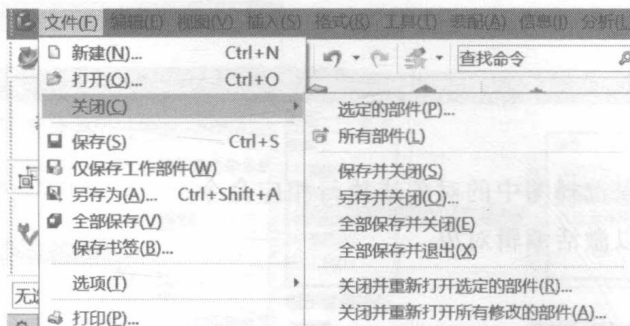 文件(F) 编辑(E) 视图(V) 插入(S) 格式(R) 工具(T) 装配(A) 信息(I) 分析(L
新建(N)... Ctrl+N
打开(O)... Ctrl+O
查找命令
关闭(C)
选定的部件(P)...
所有部件(L)
保存(S) Ctrl+S
仅保存工作部件(W)
保存并关闭(S)
另存为(A)... Ctrl+Shift+A
另存并关闭(O)...
全部保存(V)
全部保存并关闭(E)
保存书签(B)...
全部保存并退出(X)
选项(T)
关闭并重新打开选定的部件(R)...
打印(P)...
关闭并重新打开所有修改的部件(A)...